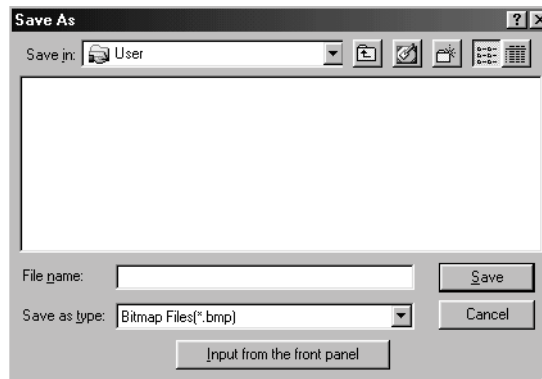 Save As
Save in: User
File name:
Save
Save as type: Bitmap Files(*.bmp)
Cancel
Input from the front panel